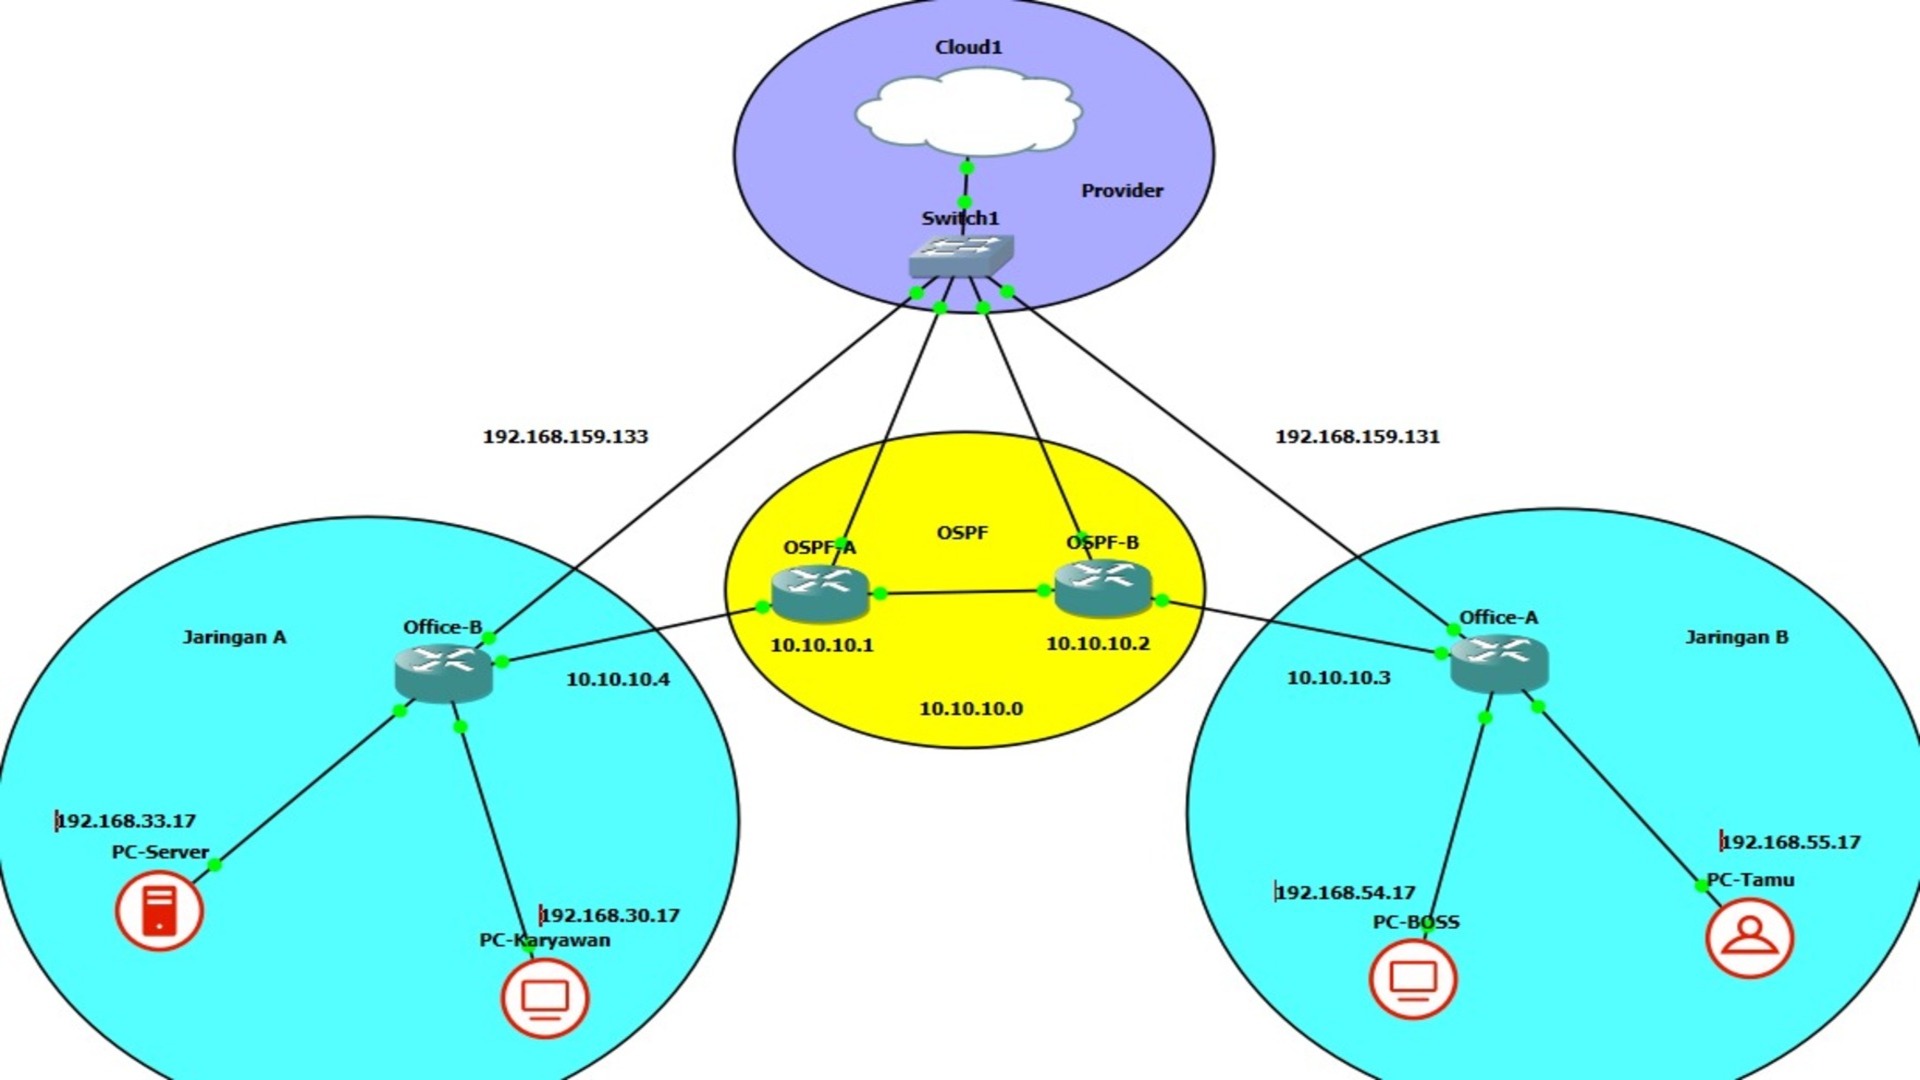 Cloud1
Provider
Switch1
192.168.159.133
192.168.159.131
OSPF
OSPF-A
OSPF-B
10.10.10.1
10.10.10.2
10.10.10.0
Jaringan A
Office-B
10.10.10.4
192.168.33.17
PC-Server
192.168.30.17
PC-Karyawan
Office-A
Jaringan B
10.10.10.3
192.168.54.17
PC-BOSS
192.168.55.17
PC-Tamu